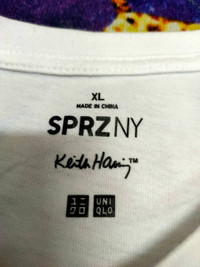 XL
MADE IN CHINA
SPRZ NY
Keith Haring™
ユニ UNI
クロ QLO